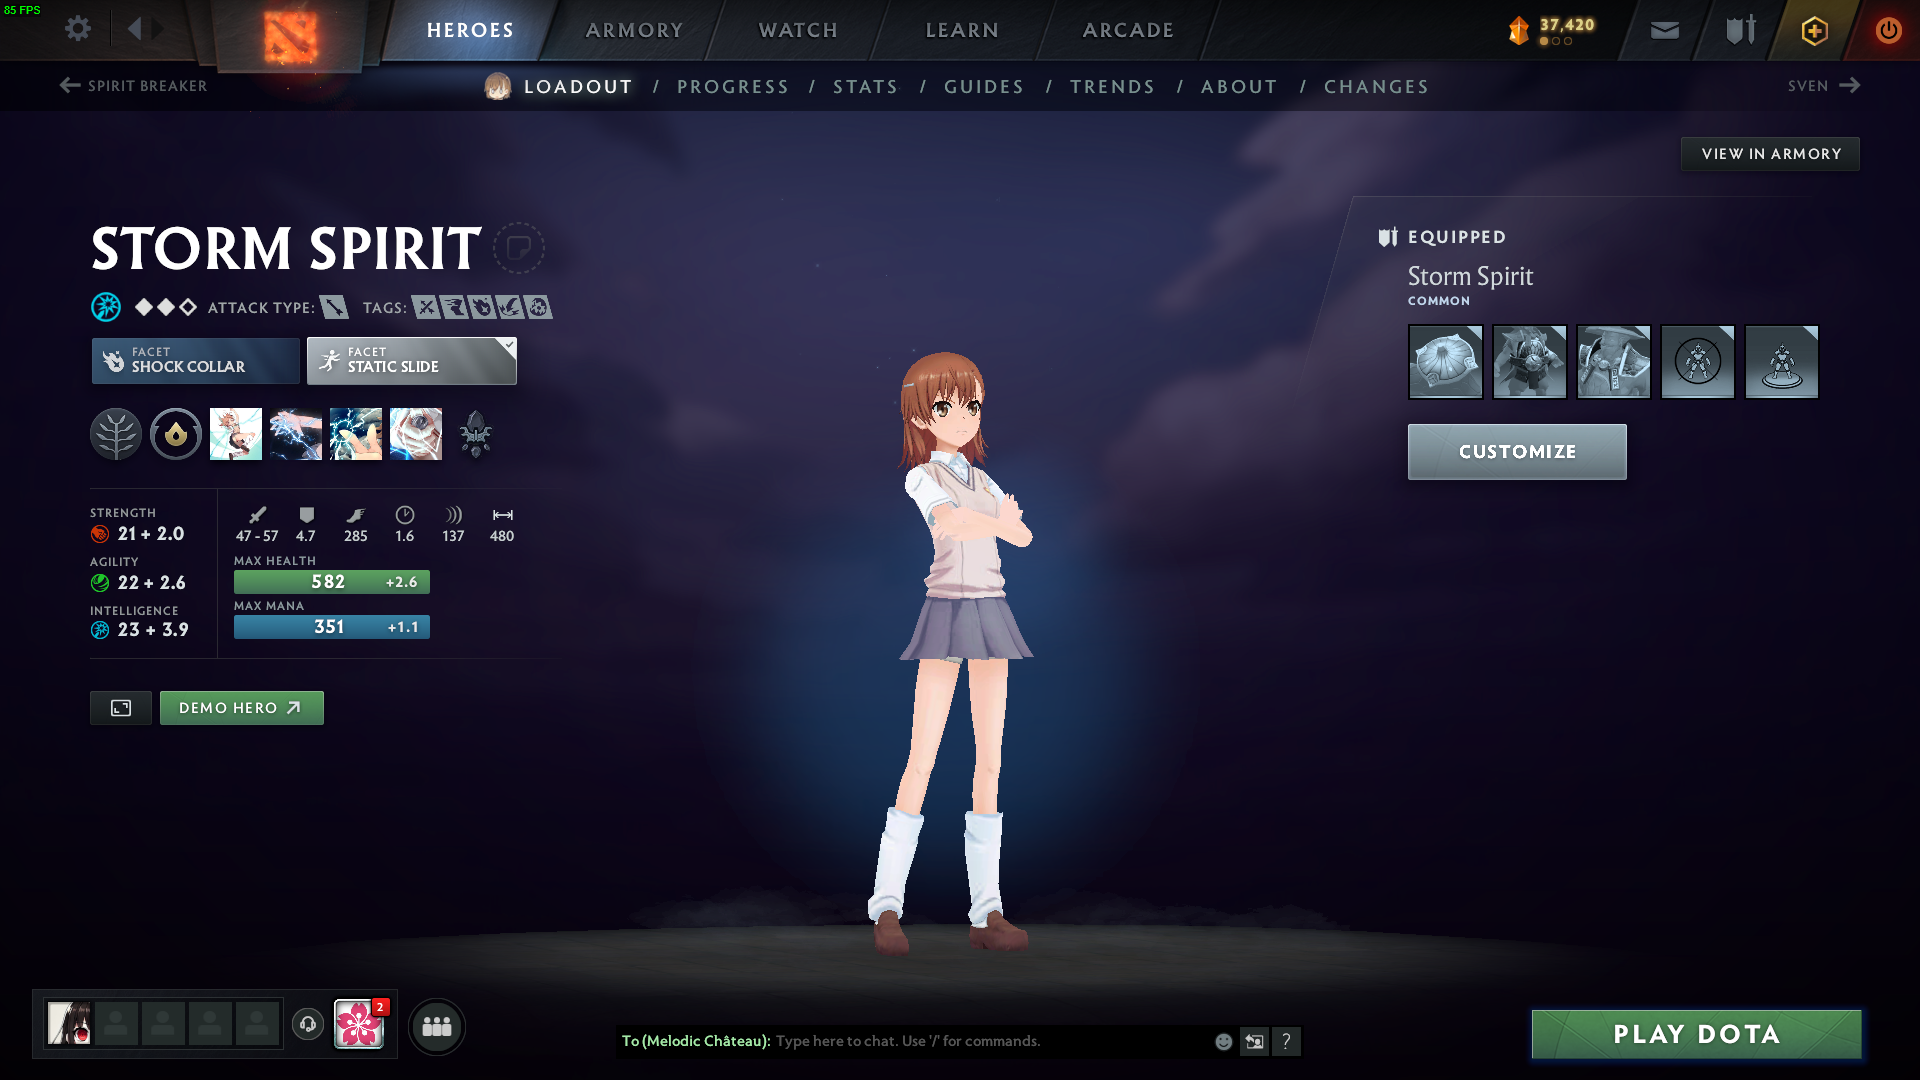 85 FPS
HEROES
ARMORY
WATCH
LEARN
ARCADE
37,420
SPIRIT BREAKER
LOADOUT / PROGRESS / STATS / GUIDES / TRENDS / ABOUT / CHANGES
SVEN
VIEW IN ARMORY
STORM SPIRIT
ATTACK TYPE:
TAGS:
FACET
SHOCK COLLAR
FACET
STATIC SLIDE
STRENGTH
21 + 2.0
AGILITY
22 + 2.6
INTELLIGENCE
23 + 3.9
47 - 57 4.7 285 1.6 137 480
MAX HEALTH
582 +2.6
MAX MANA
351 +1.1
DEMO HERO
EQUIPPED
Storm Spirit
COMMON
CUSTOMIZE
2
To (Melodic Château): Type here to chat. Use '/' for commands.
?
PLAY DOTA